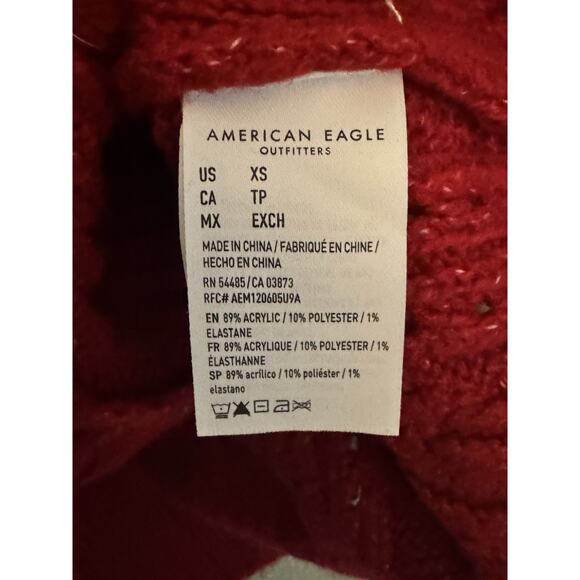 AMERICAN EAGLE
OUTFITTERS
US XS
CA TP
MX EXCH
MADE IN CHINA / FABRIQUÉ EN CHINE /
HECHO EN CHINA
RN 54485 / CA 03873
RFC# AEM120605U9A
EN 89% ACRYLIC / 10% POLYESTER / 1%
ELASTANE
FR 89% ACRYLIQUE / 10% POLYESTER / 1%
ÉLASTHANNE
SP 89% acrílico / 10% poliéster / 1%
elastano